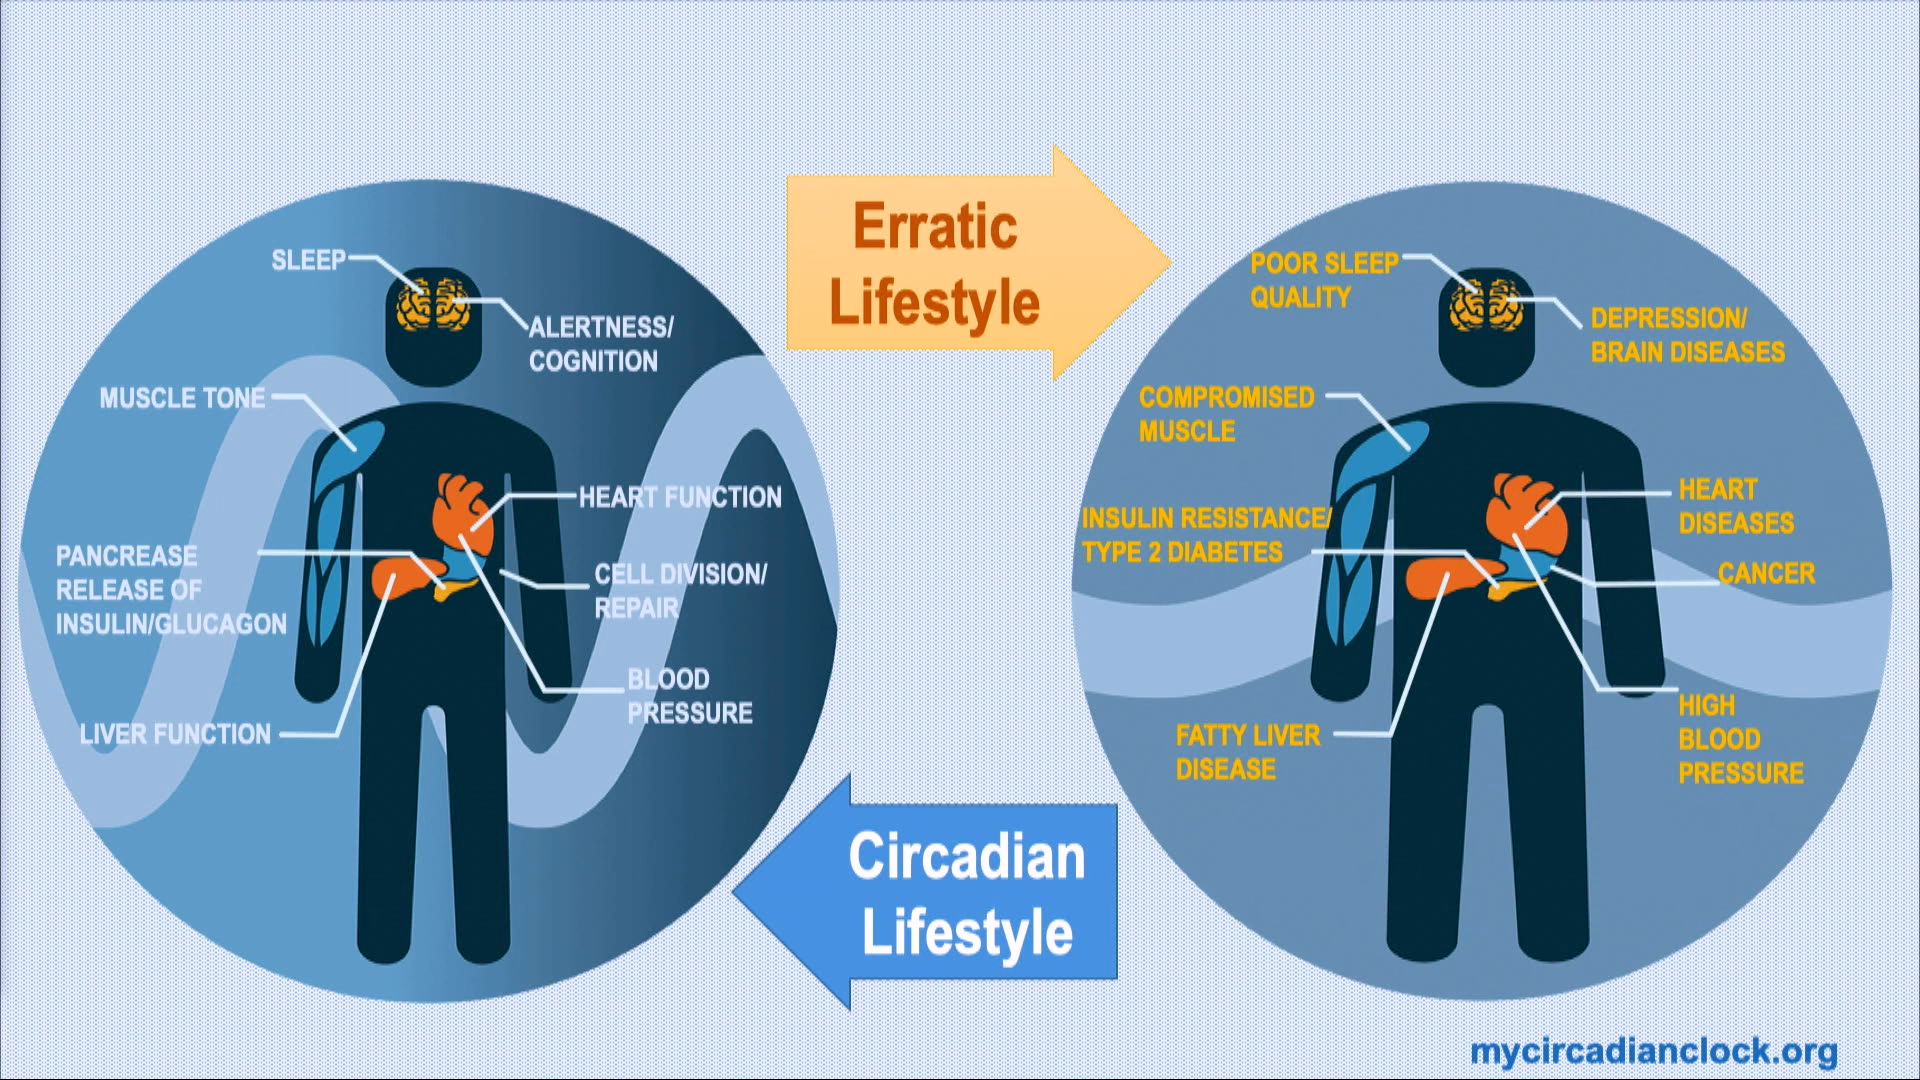 SLEEP
ALERTNESS/
COGNITION
MUSCLE TONE
HEART FUNCTION
PANCREASE
RELEASE OF
INSULIN/GLUCAGON
CELL DIVISION/
REPAIR
BLOOD
PRESSURE
LIVER FUNCTION
Erratic
Lifestyle
Circadian
Lifestyle
POOR SLEEP
QUALITY
DEPRESSION/
BRAIN DISEASES
COMPROMISED
MUSCLE
HEART
DISEASES
INSULIN RESISTANCE/
TYPE 2 DIABETES
CANCER
FATTY LIVER
DISEASE
HIGH
BLOOD
PRESSURE
mycircadianclock.org